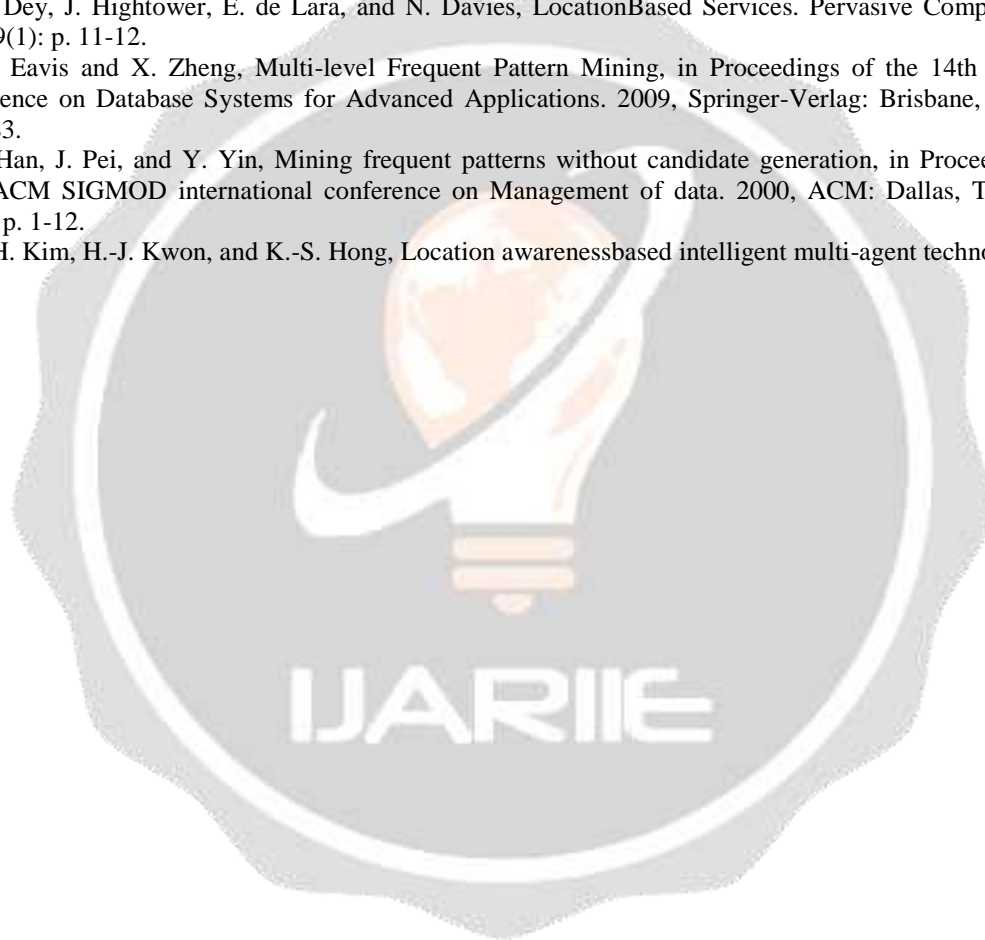 Dey, J. Hightower, E. de Lara, and N. Davies, LocationBased Services. Pervasive Comp
9(1): p. 11-12.
Eavis and X. Zheng, Multi-level Frequent Pattern Mining, in Proceedings of the 14th
ence on Database Systems for Advanced Applications. 2009, Springer-Verlag: Brisbane,
33.
Han, J. Pei, and Y. Yin, Mining frequent patterns without candidate generation, in Procee
ACM SIGMOD international conference on Management of data. 2000, ACM: Dallas, T
p. 1-12.
H. Kim, H.-J. Kwon, and K.-S. Hong, Location awarenessbased intelligent multi-agent techno
IJARIIE